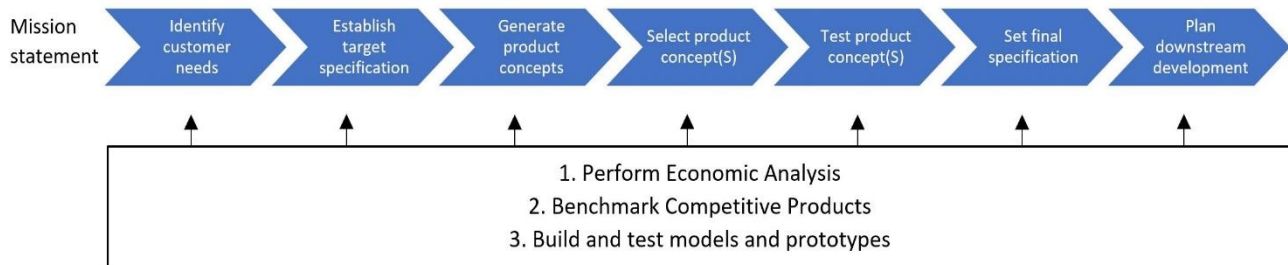 Mission
statement
Identify
customer
needs
Establish
target
specification
Generate
product
concepts
Select product
concept(S)
Test product
concept(S)
Set final
specification
Plan
downstream
development
1. Perform Economic Analysis
2. Benchmark Competitive Products
3. Build and test models and prototypes